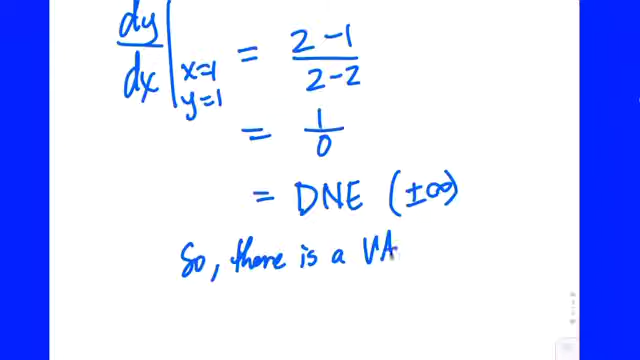 dy/dx | x=1 y=1 = (2-1)/(2-2)
= 1/0
= DNE (±∞)
So, there is a VA